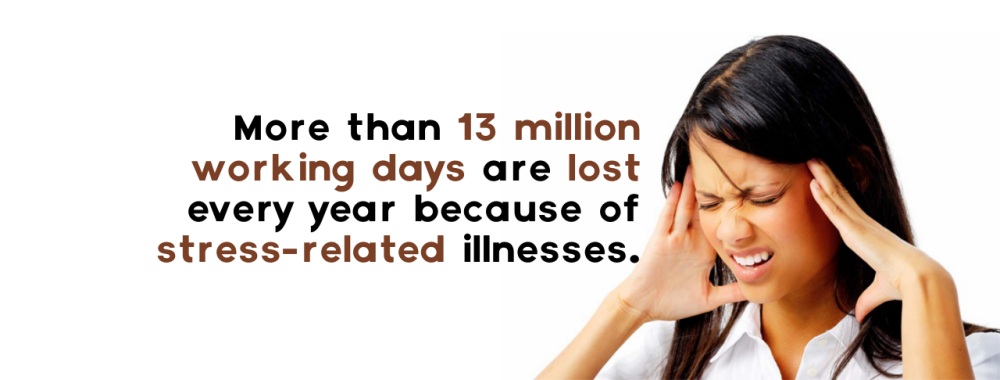 More than 13 million
working days are lost
every year because of
stress-related illnesses.